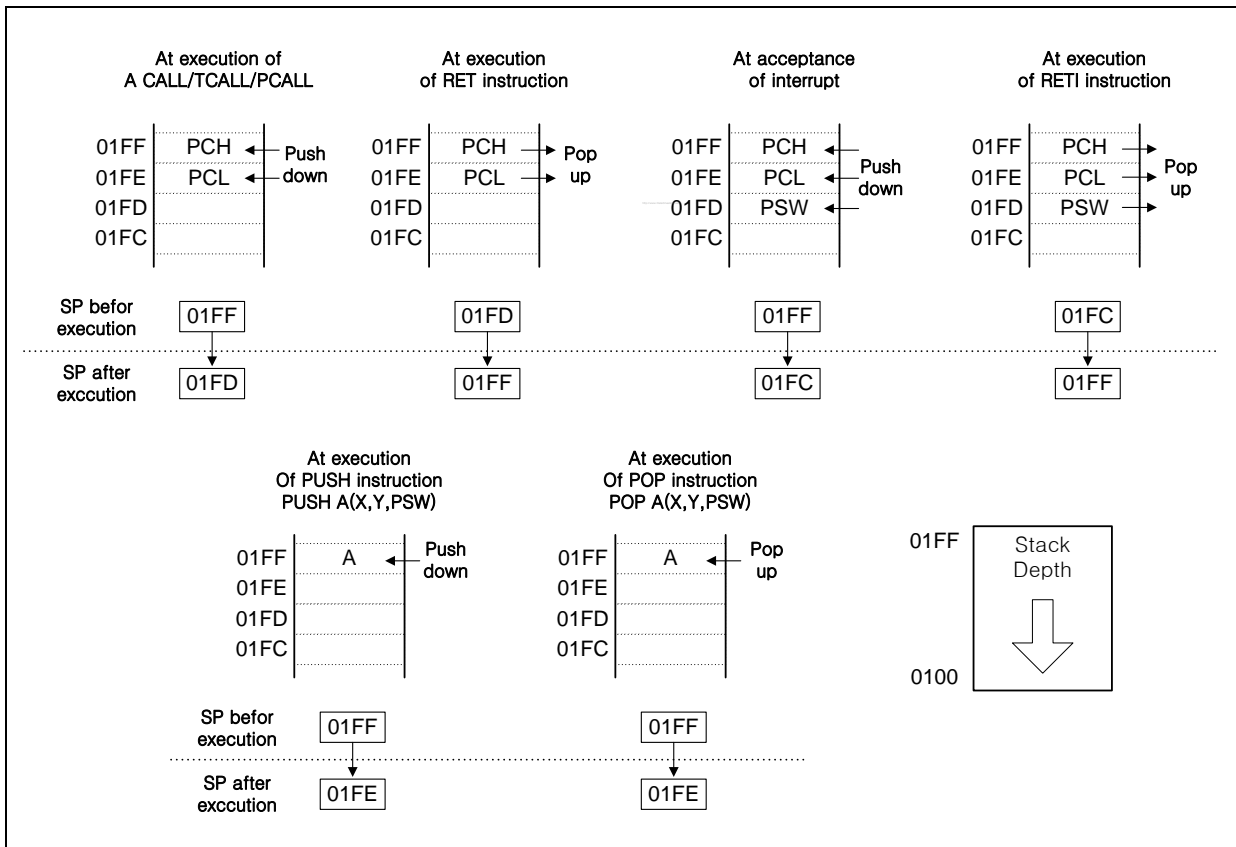 At execution of
A CALL/TCALL/PCALL
At execution
of RET instruction
At acceptance
of interrupt
At execution
of RETI instruction
01FF PCH Push
01FE PCL down
01FD
01FC
01FF PCH Pop
01FE PCL up
01FD
01FC
01FF PCH
01FE PCL Push
01FD PSW down
01FC
01FF PCH
01FE PCL Pop
01FD PSW up
01FC
SP befor
execution
01FF
01FD
01FF
01FC
SP after
exccution
01FD
01FF
01FC
01FF
At execution
Of PUSH instruction
PUSH A(X,Y,PSW)
At execution
Of POP instruction
POP A(X,Y,PSW)
01FF A Push
down
01FE
01FD
01FC
01FF A Pop
up
01FE
01FD
01FC
01FF
Stack
Depth
0100
SP befor
execution
01FF
01FF
SP after
exccution
01FE
01FE